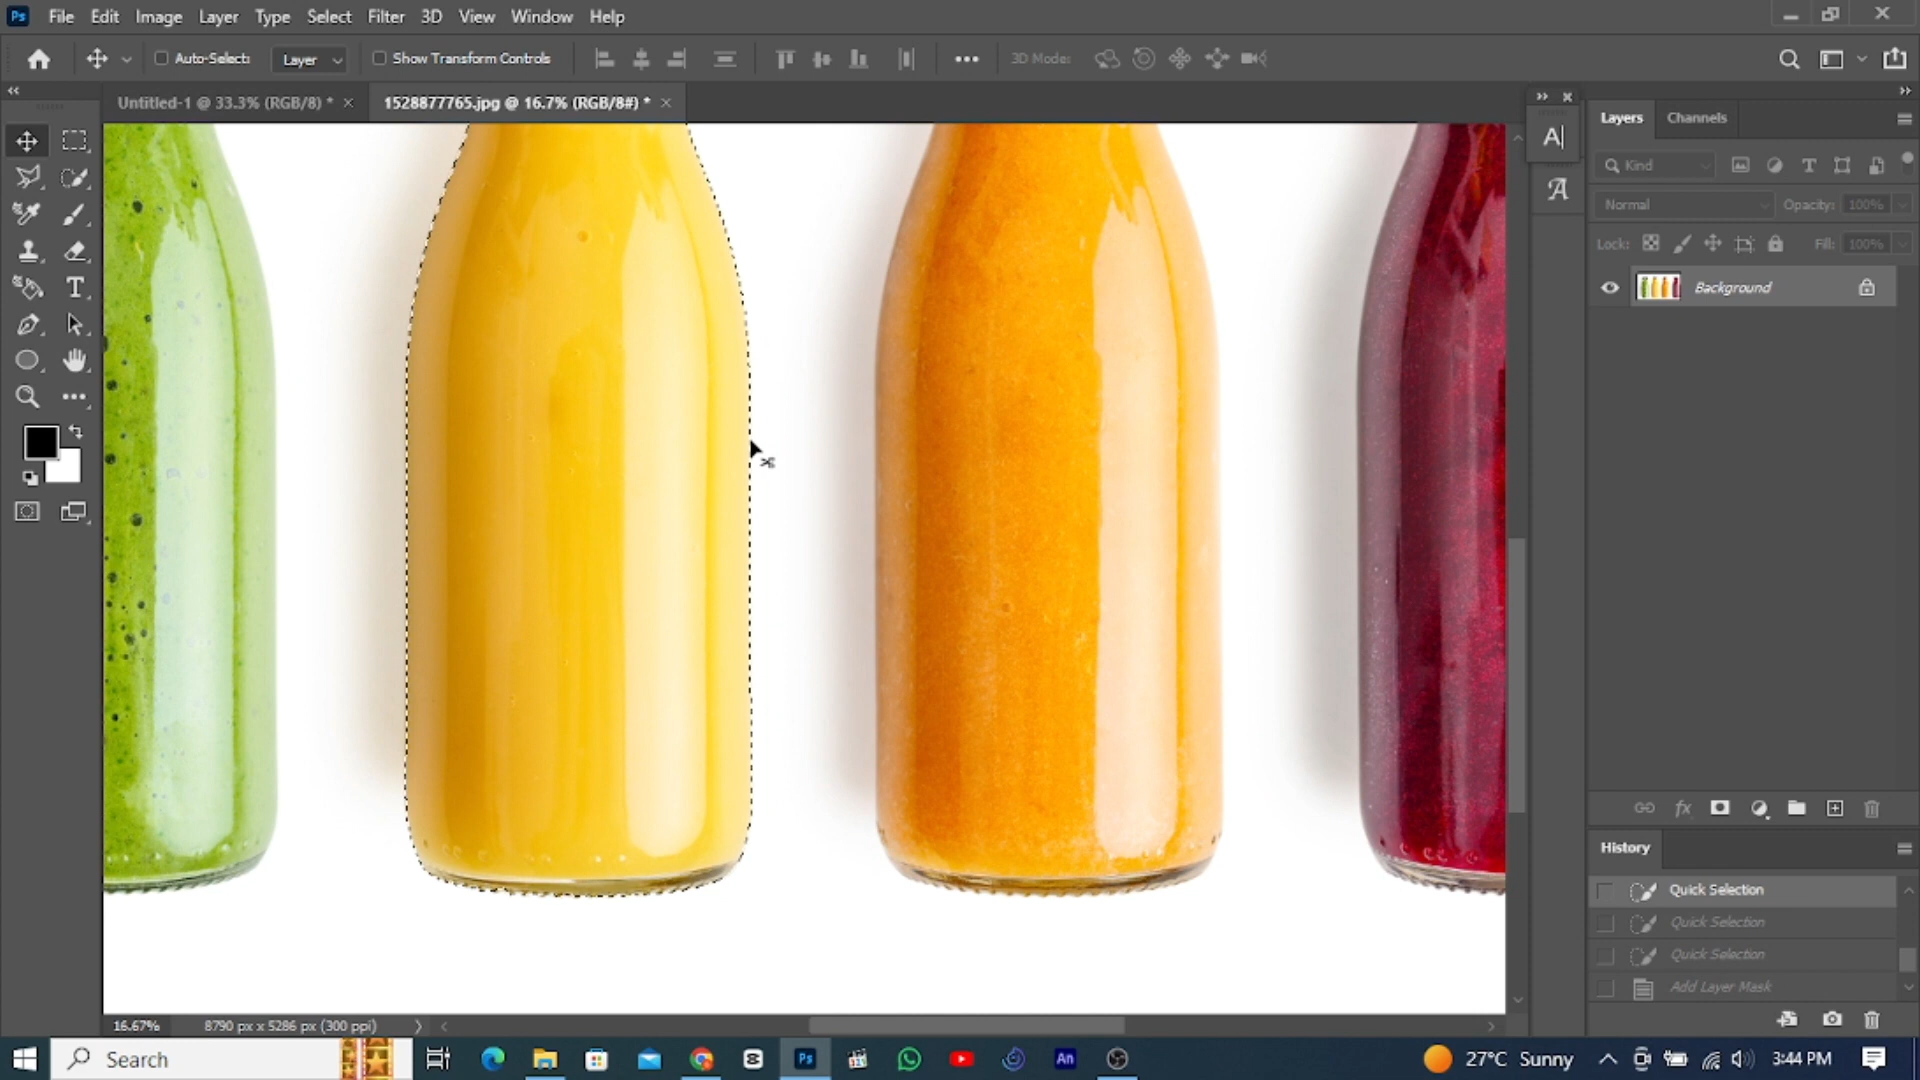 Ps File Edit Image Layer Type Select Filter 3D View Window Help
Auto-Select: Layer Show Transform Controls ••• 3D Mode:
Untitled-1 @ 33.3% (RGB/8) * × 1528877765.jpg @ 16.7% (RGB/8#) * ×
Layers Channels
Kind
Normal Opacity: 100%
Lock: Fill: 100%
Background
History
Quick Selection
Quick Selection
Quick Selection
Add Layer Mask
16.67% 8790 px x 5286 px (300 ppi)
Search Ps An 27°C Sunny 3:44 PM